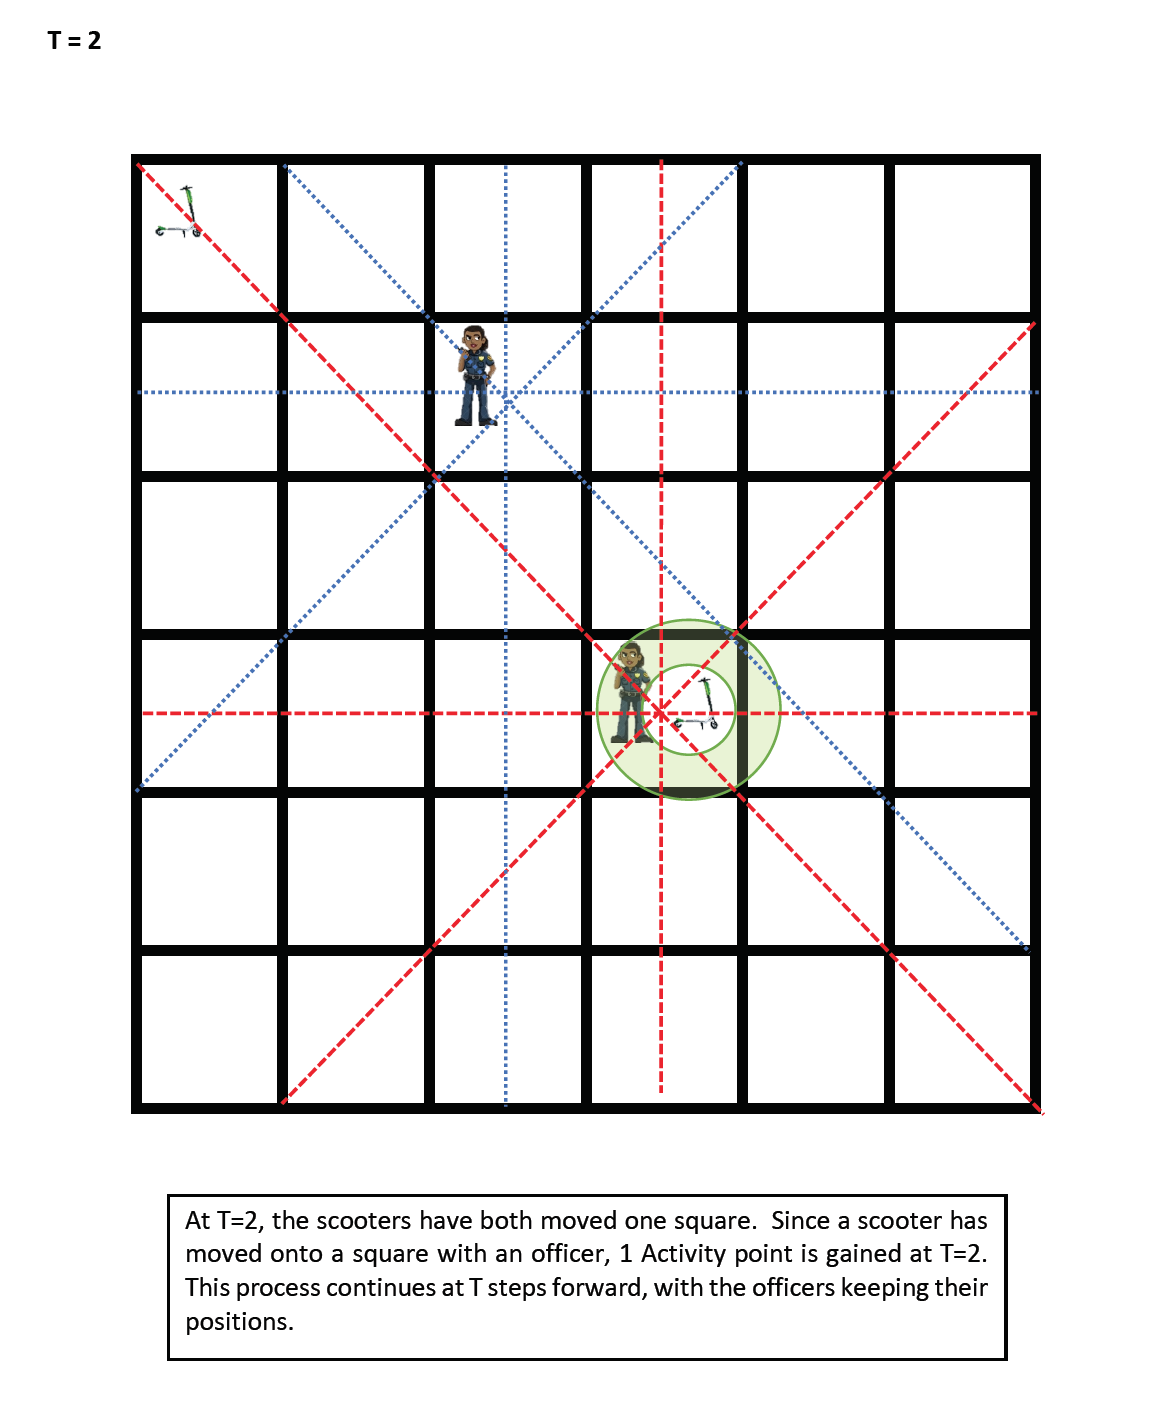 T = 2
At T=2, the scooters have both moved one square.  Since a scooter has
moved onto a square with an officer, 1 Activity point is gained at T=2.
This process continues at T steps forward, with the officers keeping their
positions.